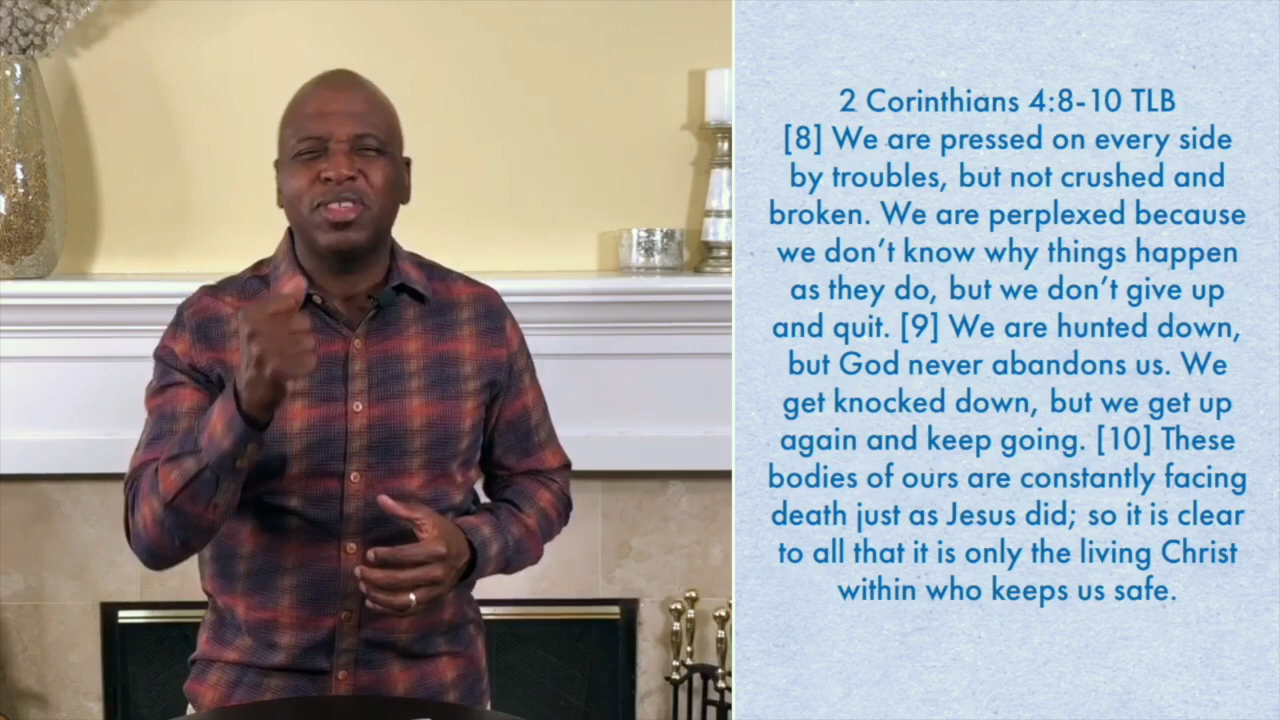 2 Corinthians 4:8-10 TLB
[8] We are pressed on every side
by troubles, but not crushed and
broken. We are perplexed because
we don’t know why things happen
as they do, but we don’t give up
and quit. [9] We are hunted down,
but God never abandons us. We
get knocked down, but we get up
again and keep going. [10] These
bodies of ours are constantly facing
death just as Jesus did; so it is clear
to all that it is only the living Christ
within who keeps us safe.